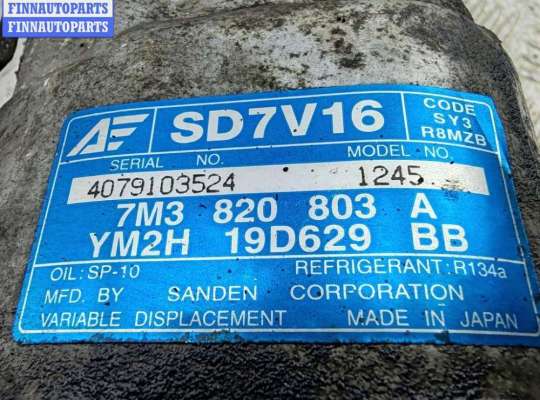 FINNAUTOPARTS
FINNAUTOPARTS
AE SD7V16 CODE
SY3
R8MZB
SERIAL NO. MODEL NO.
4079103524 1245
7M3 820 803 A
YM2H 19D629 BB
OIL: SP-10 REFRIGERANT: R134a
MFD. BY SANDEN CORPORATION
VARIABLE DISPLACEMENT MADE IN JAPAN